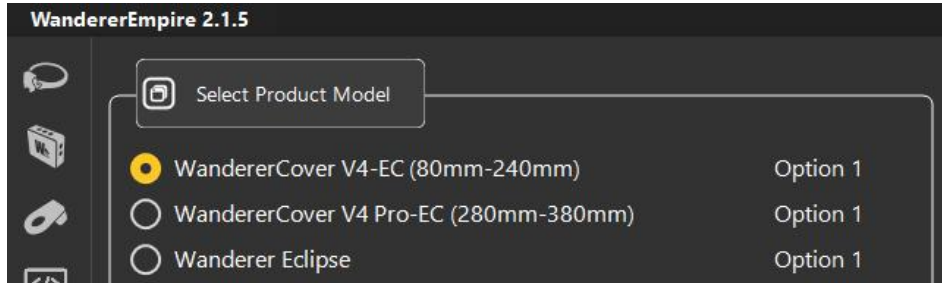 WandererEmpire 2.1.5
Select Product Model
WandererCover V4-EC (80mm-240mm) Option 1
WandererCover V4 Pro-EC (280mm-380mm) Option 1
Wanderer Eclipse Option 1